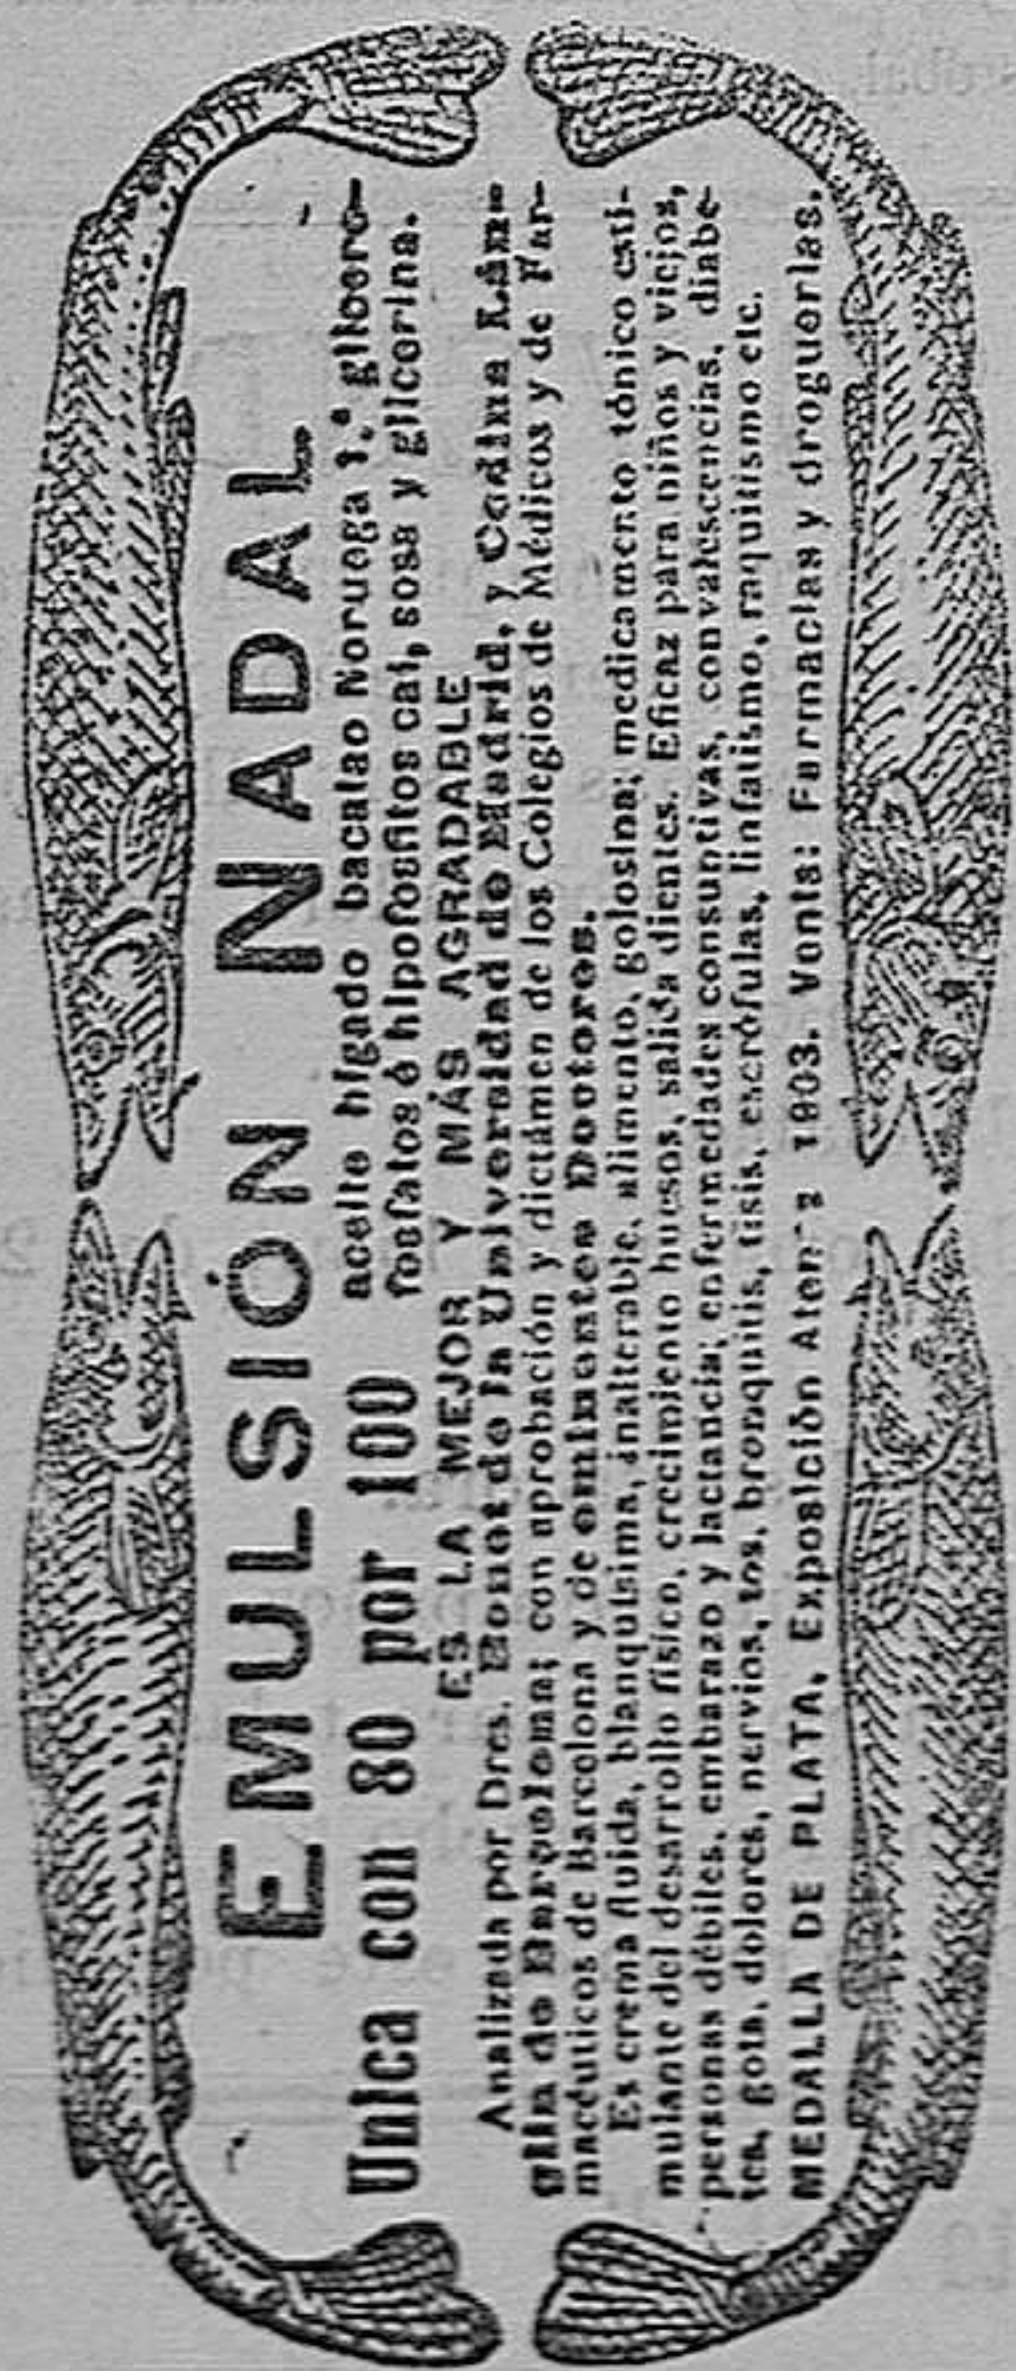 EMULSIÓN NADAL
Unica con 80 por 100 aceite hígado bacalao Noruega 1.ª glicero-
fosfatos é hipofosfitos cal, sosa y glicerina.
ES LA MEJOR Y MÁS AGRADABLE
Analizada por Dres. Bonet de la Universidad de Madrid, y Codina Län-
glin de Barcelona; con aprobación y dictámen de los Colegios de Médicos y de Far-
macéuticos de Barcelona y de eminentes Doctores.
Es crema fluida, blanquísima, inalterable, alimento, golosina; medicamento tónico esti-
mulante del desarrollo físico, crecimiento huesos, salida dientes. Eficaz para niños y viejos,
personas débiles, embarazo y lactancia; enfermedades consuntivas, convalescencias, diabe-
tes, gota, dolores, nervios, tos, bronquitis, tisis, escrófulas, linfatismo, raquitismo etc.
MEDALLA DE PLATA, Exposición Atenas 1903. Venta: Farmacias y droguerías.